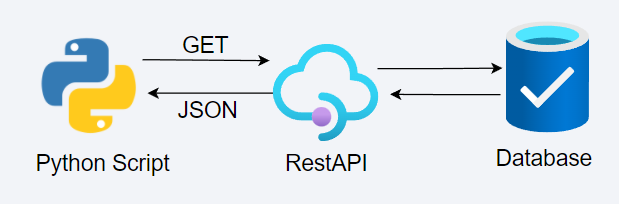 GET
JSON
Python Script
RestAPI
Database